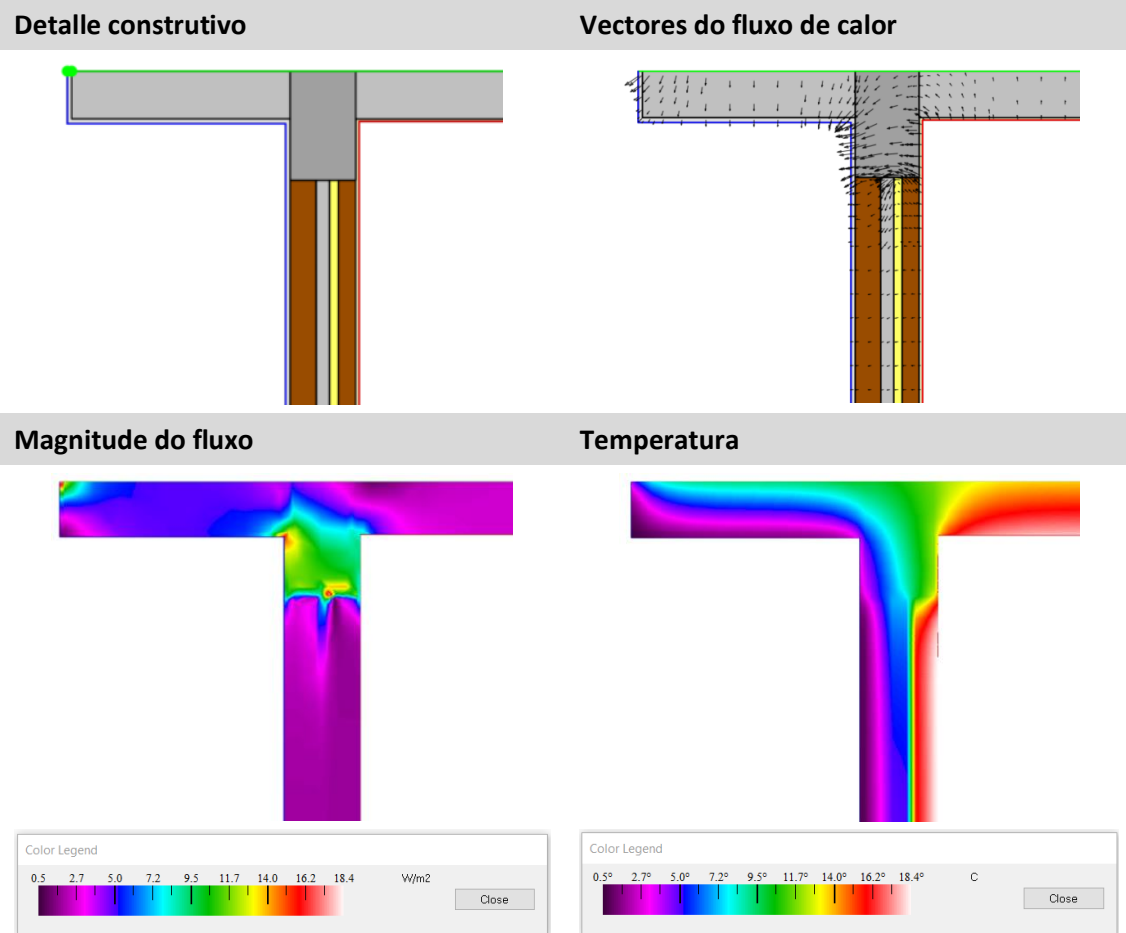 Detalle construtivo
Vectores do fluxo de calor
Magnitude do fluxo
Temperatura
Color Legend
0.5 2.7 5.0 7.2 9.5 11.7 14.0 16.2 18.4 W/m2
Close
Color Legend
0.5° 2.7° 5.0° 7.2° 9.5° 11.7° 14.0° 16.2° 18.4° C
Close